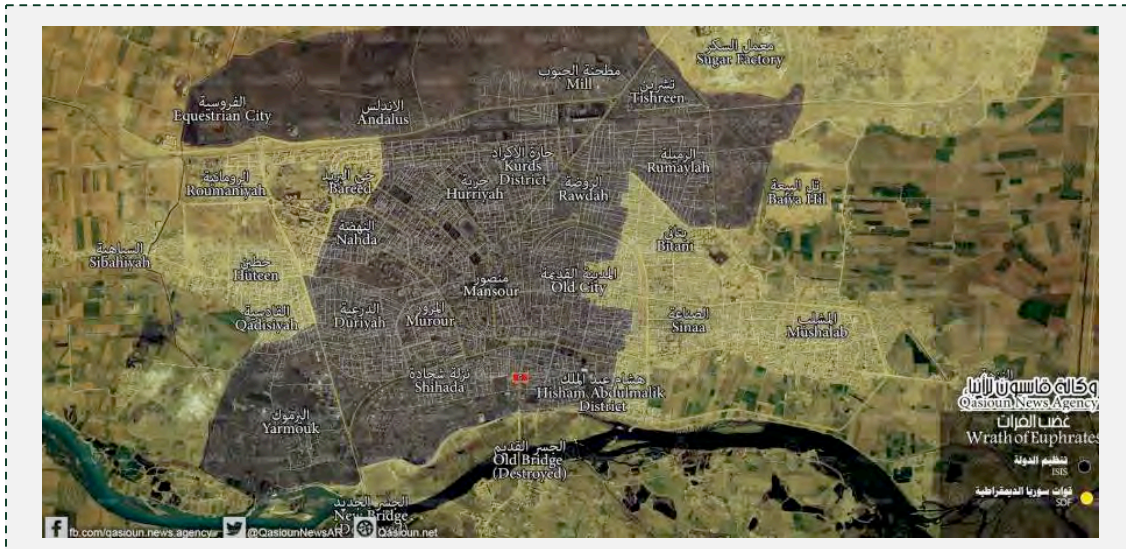 معمل السكر
Sugar Factory
مطحنة الحبوب
Mill
تشرين
Tishreen
الفروسية
Equestrian City
الاندلس
Andalus
حارة الاكراد
Kurds
District
الرميلة
Rumaylah
الرومانية
Roumaniyah
حي البريد
Bareed
حرية
Hurriyah
الروضة
Rawdah
تل البيعة
Baiya Hil
النهضة
Nahda
بتاني
Bitani
السباهية
Sibahiyah
حطين
Huteen
منصور
Mansour
المدينة القديمة
Old City
القادسية
Qadisiyah
الدرعية
Duriyah
المرور
Murour
الصناعة
Sinaa
المشلب
Mushalab
نزلة شحادة
Shihada
هشام عبد الملك
Hisham Abdulmalik
District
اليرموك
Yarmouk
الجسر القديم
Old Bridge
(Destroyed)
الجسر الجديد
New Bridge
وكالة قاسيون للأنباء
Qasioun News Agency
غضب الفرات
Wrath of Euphrates
تنظيم الدولة
ISIS
قوات سوريا الديمقراطية
SDF
fb.com/qasioun.news.agency
@QasiounNewsAR
Qasioun.net